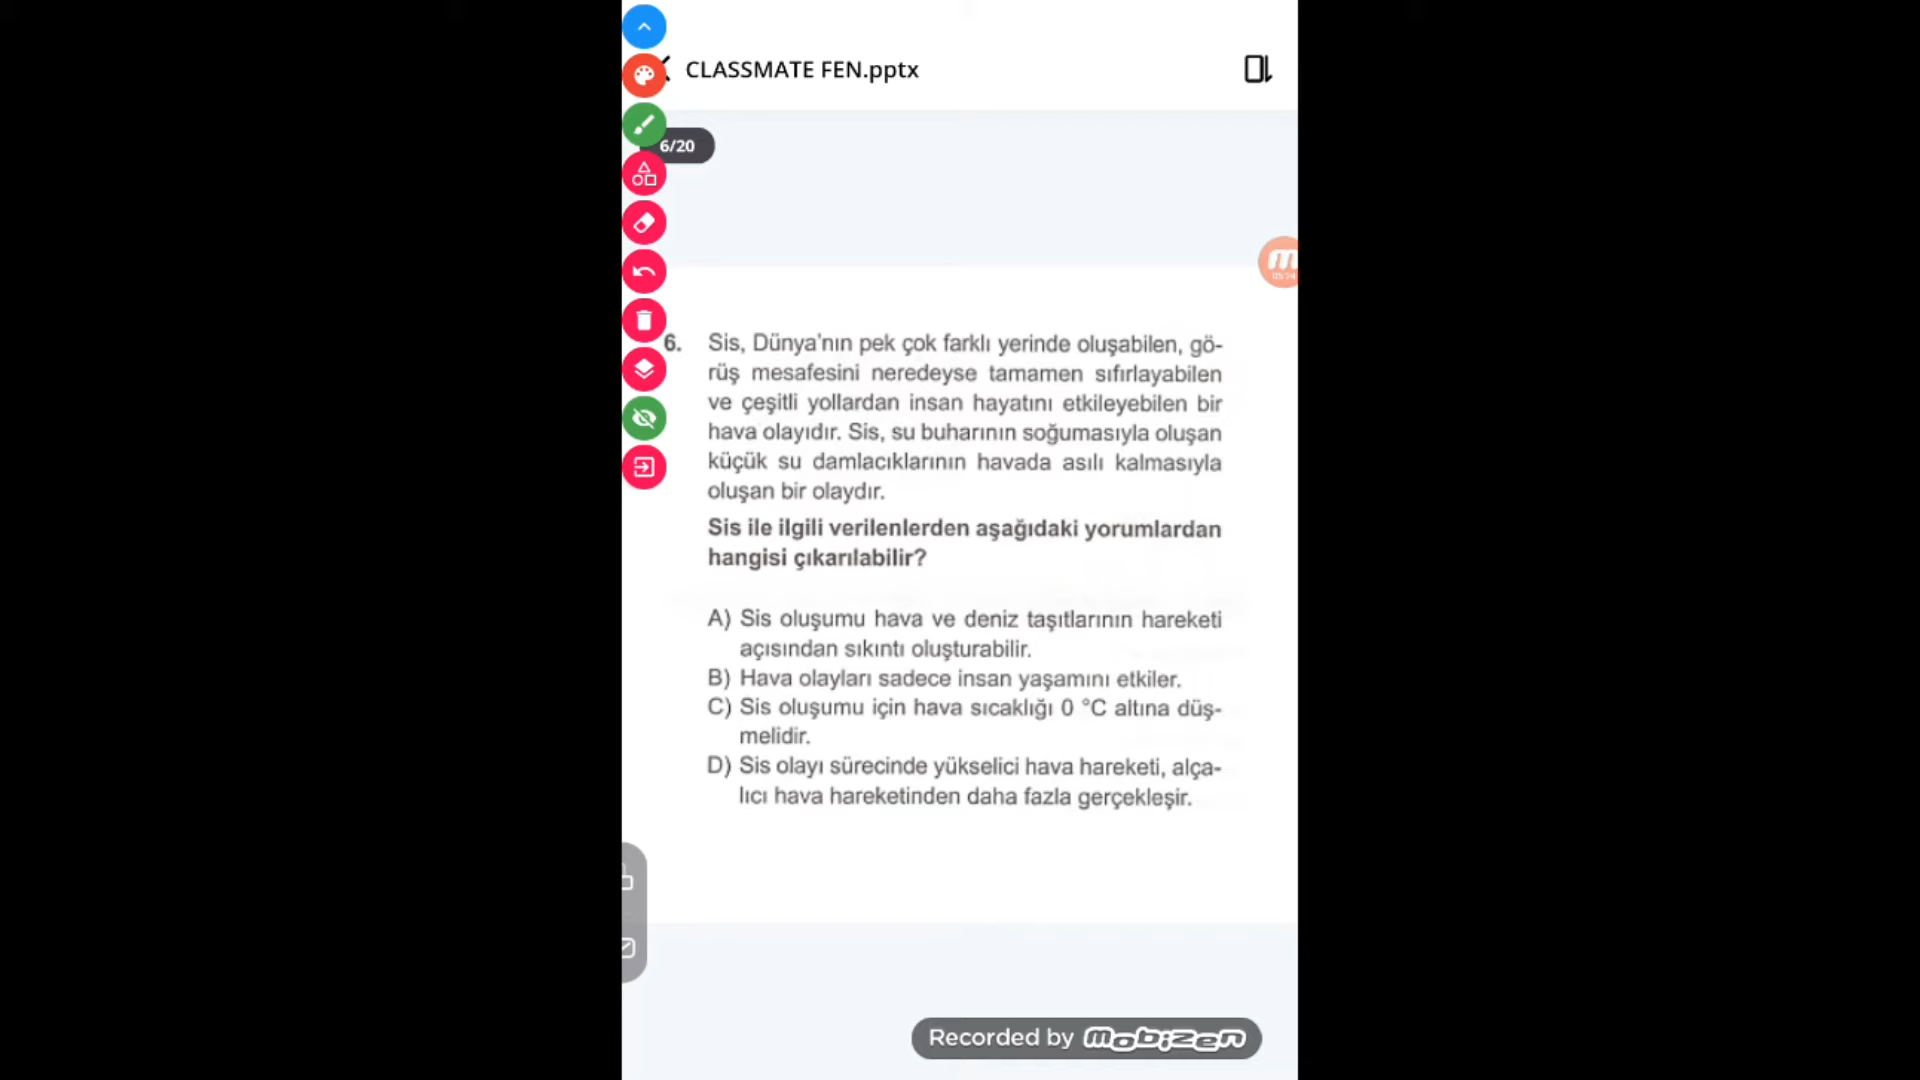 CLASSMATE FEN.pptx
6/20
6. Sis, Dünya'nın pek çok farklı yerinde oluşabilen, gö-
rüş mesafesini neredeyse tamamen sıfırlayabilen
ve çeşitli yollardan insan hayatını etkileyebilen bir
hava olayıdır. Sis, su buharının soğumasıyla oluşan
küçük su damlacıklarının havada asılı kalmasıyla
oluşan bir olaydır.
Sis ile ilgili verilenlerden aşağıdaki yorumlardan
hangisi çıkarılabilir?
A) Sis oluşumu hava ve deniz taşıtlarının hareketi
açısından sıkıntı oluşturabilir.
B) Hava olayları sadece insan yaşamını etkiler.
C) Sis oluşumu için hava sıcaklığı 0 °C altına düş-
melidir.
D) Sis olayı sürecinde yükselici hava hareketi, alça-
lıcı hava hareketinden daha fazla gerçekleşir.
Recorded by mobizen